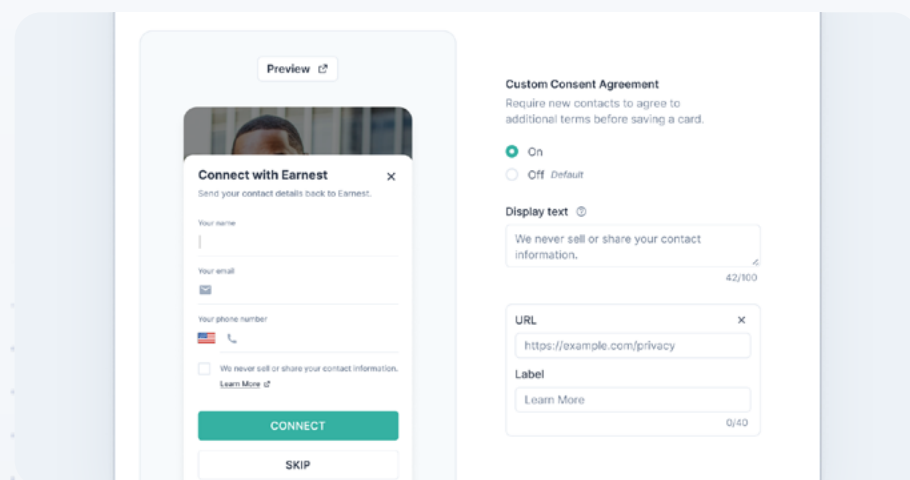 Preview
Connect with Earnest
Send your contact details back to Earnest.
Your name
Your email
Your phone number
We never sell or share your contact information.
Learn More
CONNECT
SKIP
Custom Consent Agreement
Require new contacts to agree to
additional terms before saving a card.
On
Off Default
Display text
We never sell or share your contact
information.
42/100
URL
https://example.com/privacy
Label
Learn More
0/40